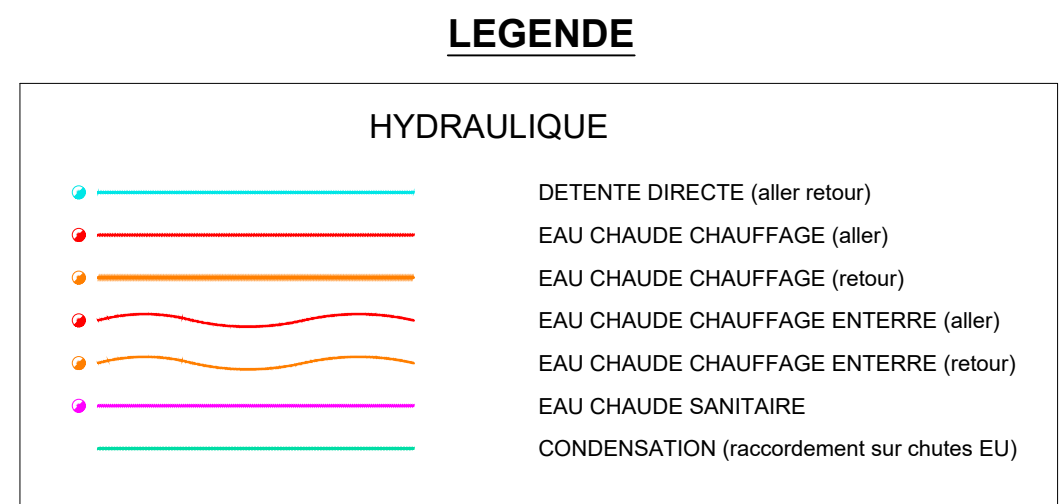 LEGENDE
HYDRAULIQUE
DETENTE DIRECTE (aller retour)
EAU CHAUDE CHAUFFAGE (aller)
EAU CHAUDE CHAUFFAGE (retour)
EAU CHAUDE CHAUFFAGE ENTERRE (aller)
EAU CHAUDE CHAUFFAGE ENTERRE (retour)
EAU CHAUDE SANITAIRE
CONDENSATION (raccordement sur chutes EU)